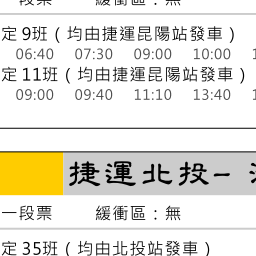 一段票 緩衝區：無
定 9班（均由捷運昆陽站發車）
06:40 07:30 09:00 10:00
定 11班（均由捷運昆陽站發車）
09:00 09:40 11:10 13:40
捷運北投–
一段票 緩衝區：無
定 35班（均由北投站發車）